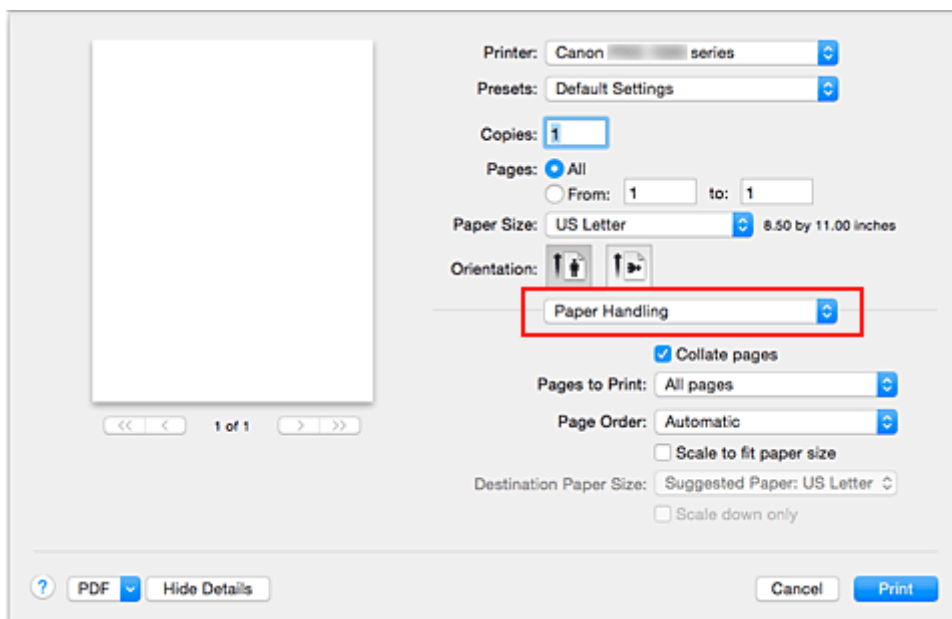 Printer: Canon series
Presets: Default Settings
Copies: 1
Pages: All
From: 1 to: 1
Paper Size: US Letter 8.50 by 11.00 inches
Orientation:
Paper Handling
Collate pages
Pages to Print: All pages
Page Order: Automatic
Scale to fit paper size
Destination Paper Size: Suggested Paper: US Letter
Scale down only
1 of 1
? PDF Hide Details Cancel Print